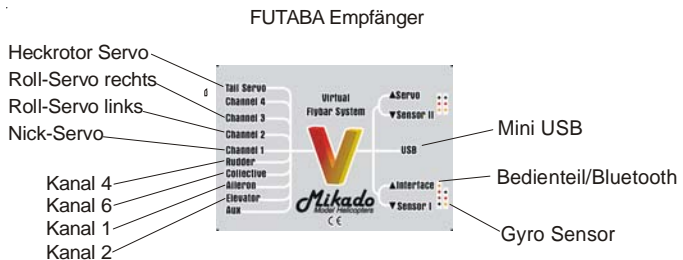 FUTABA Empfänger
Heckrotor Servo
Roll-Servo rechts
Roll-Servo links
Nick-Servo
Kanal 4
Kanal 6
Kanal 1
Kanal 2
Tail Servo
Channel 4
Channel 3
Channel 2
Channel 1
Rudder
Collective
Aileron
Elevator
Aux
d
Virtual
Flybar System
V
Mikado
Model Helicopters
CE
▲Servo
▼Sensor II
USB
▲Interface
▼Sensor I
Mini USB
Bedienteil/Bluetooth
Gyro Sensor